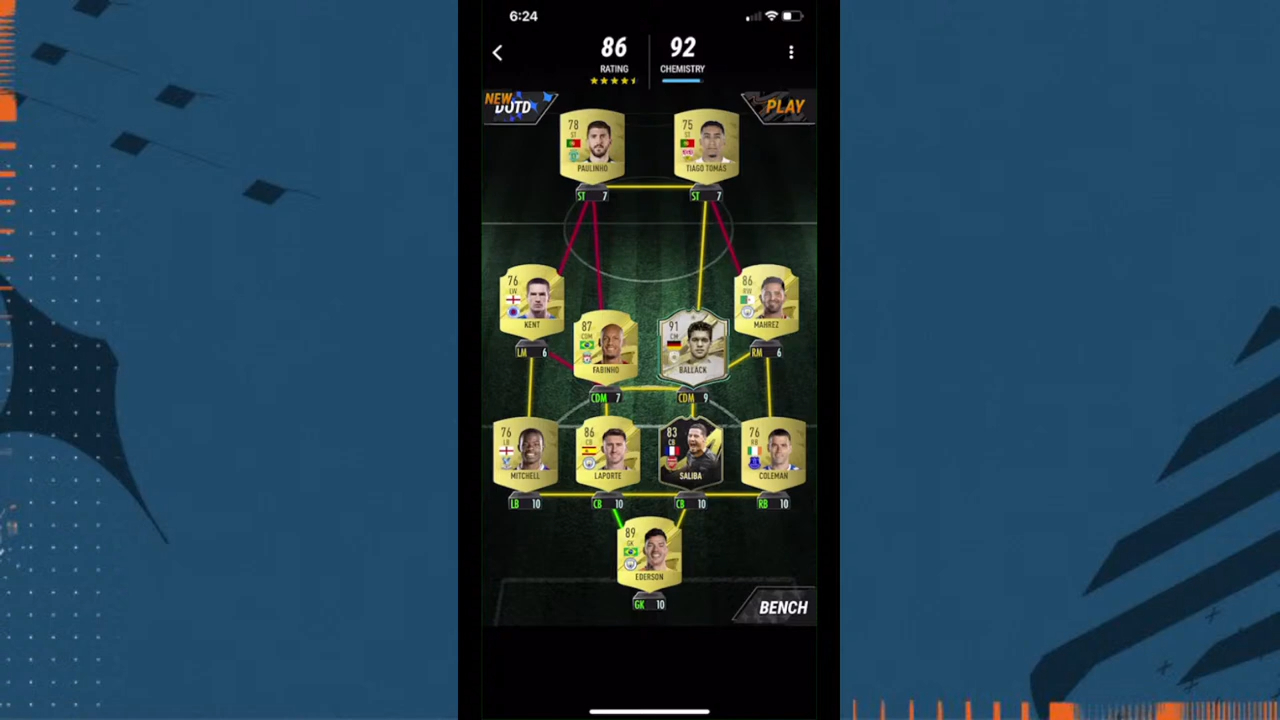 6:24
86
RATING
92
CHEMISTRY
NEW
DOTD
PLAY
78
ST
PAULINHO
ST 7
75
ST
TIAGO TOMÁS
ST 7
76
LW
KENT
LM 6
87
CDM
FABINHO
CDM 7
91
CM
BALLACK
CDM 9
86
RW
MAHREZ
RM 6
76
LB
MITCHELL
LB 10
86
CB
LAPORTE
CB 10
83
CB
SALIBA
CB 10
76
RB
COLEMAN
RB 10
89
GK
EDERSON
GK 10
BENCH